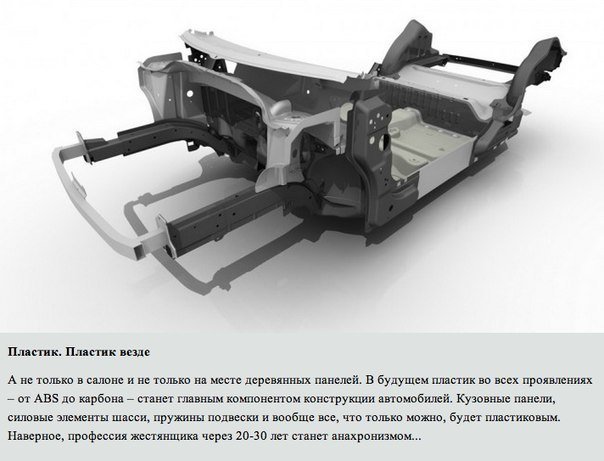 Пластик. Пластик везде
А не только в салоне и не только на месте деревянных панелей. В будущем пластик во всех проявлениях
– от ABS до карбона – станет главным компонентом конструкции автомобилей. Кузовные панели,
силовые элементы шасси, пружины подвески и вообще все, что только можно, будет пластиковым.
Наверное, профессия жестянщика через 20-30 лет станет анахронизмом...